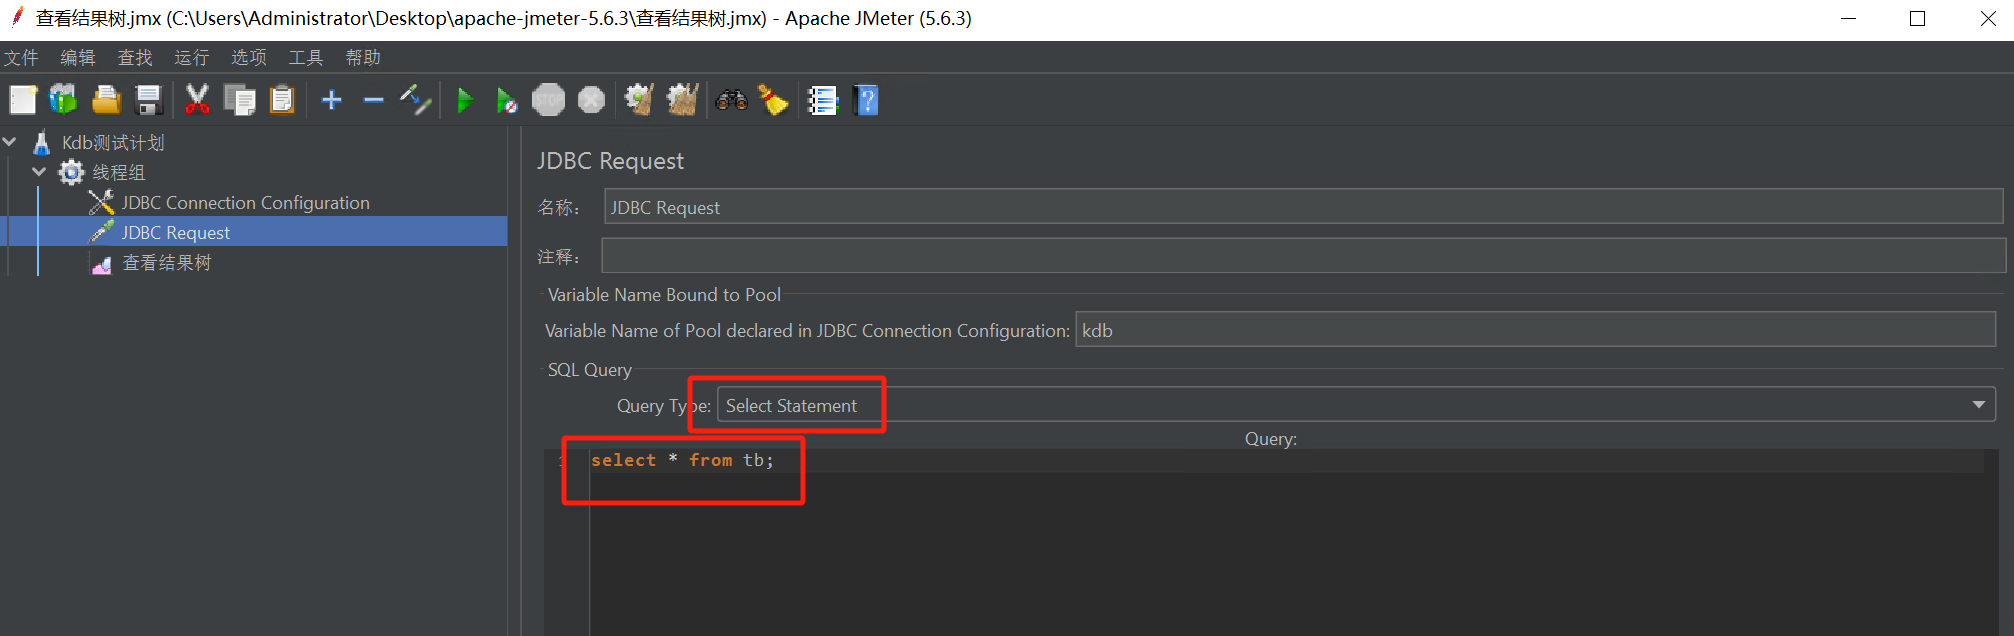 查看结果树.jmx (C:\Users\Administrator\Desktop\apache-jmeter-5.6.3\查看结果树.jmx) - Apache JMeter (5.6.3)
文件 编辑 查找 运行 选项 工具 帮助
STOP
Kdb测试计划
线程组
JDBC Connection Configuration
JDBC Request
查看结果树
JDBC Request
名称： JDBC Request
注释：
Variable Name Bound to Pool
Variable Name of Pool declared in JDBC Connection Configuration: kdb
SQL Query
Query Type: Select Statement
Query:
1 select * from tb;